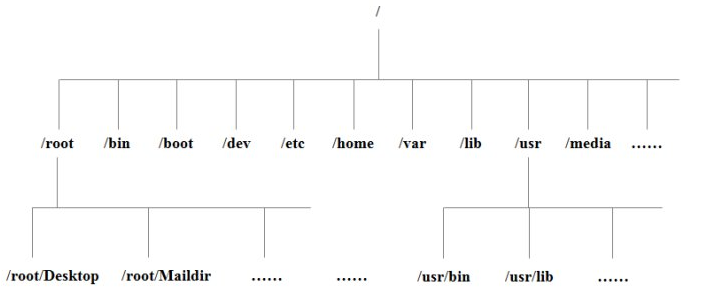 /
/root /bin /boot /dev /etc /home /var /lib /usr /media ……
/root/Desktop /root/Maildir …… …… /usr/bin /usr/lib ……